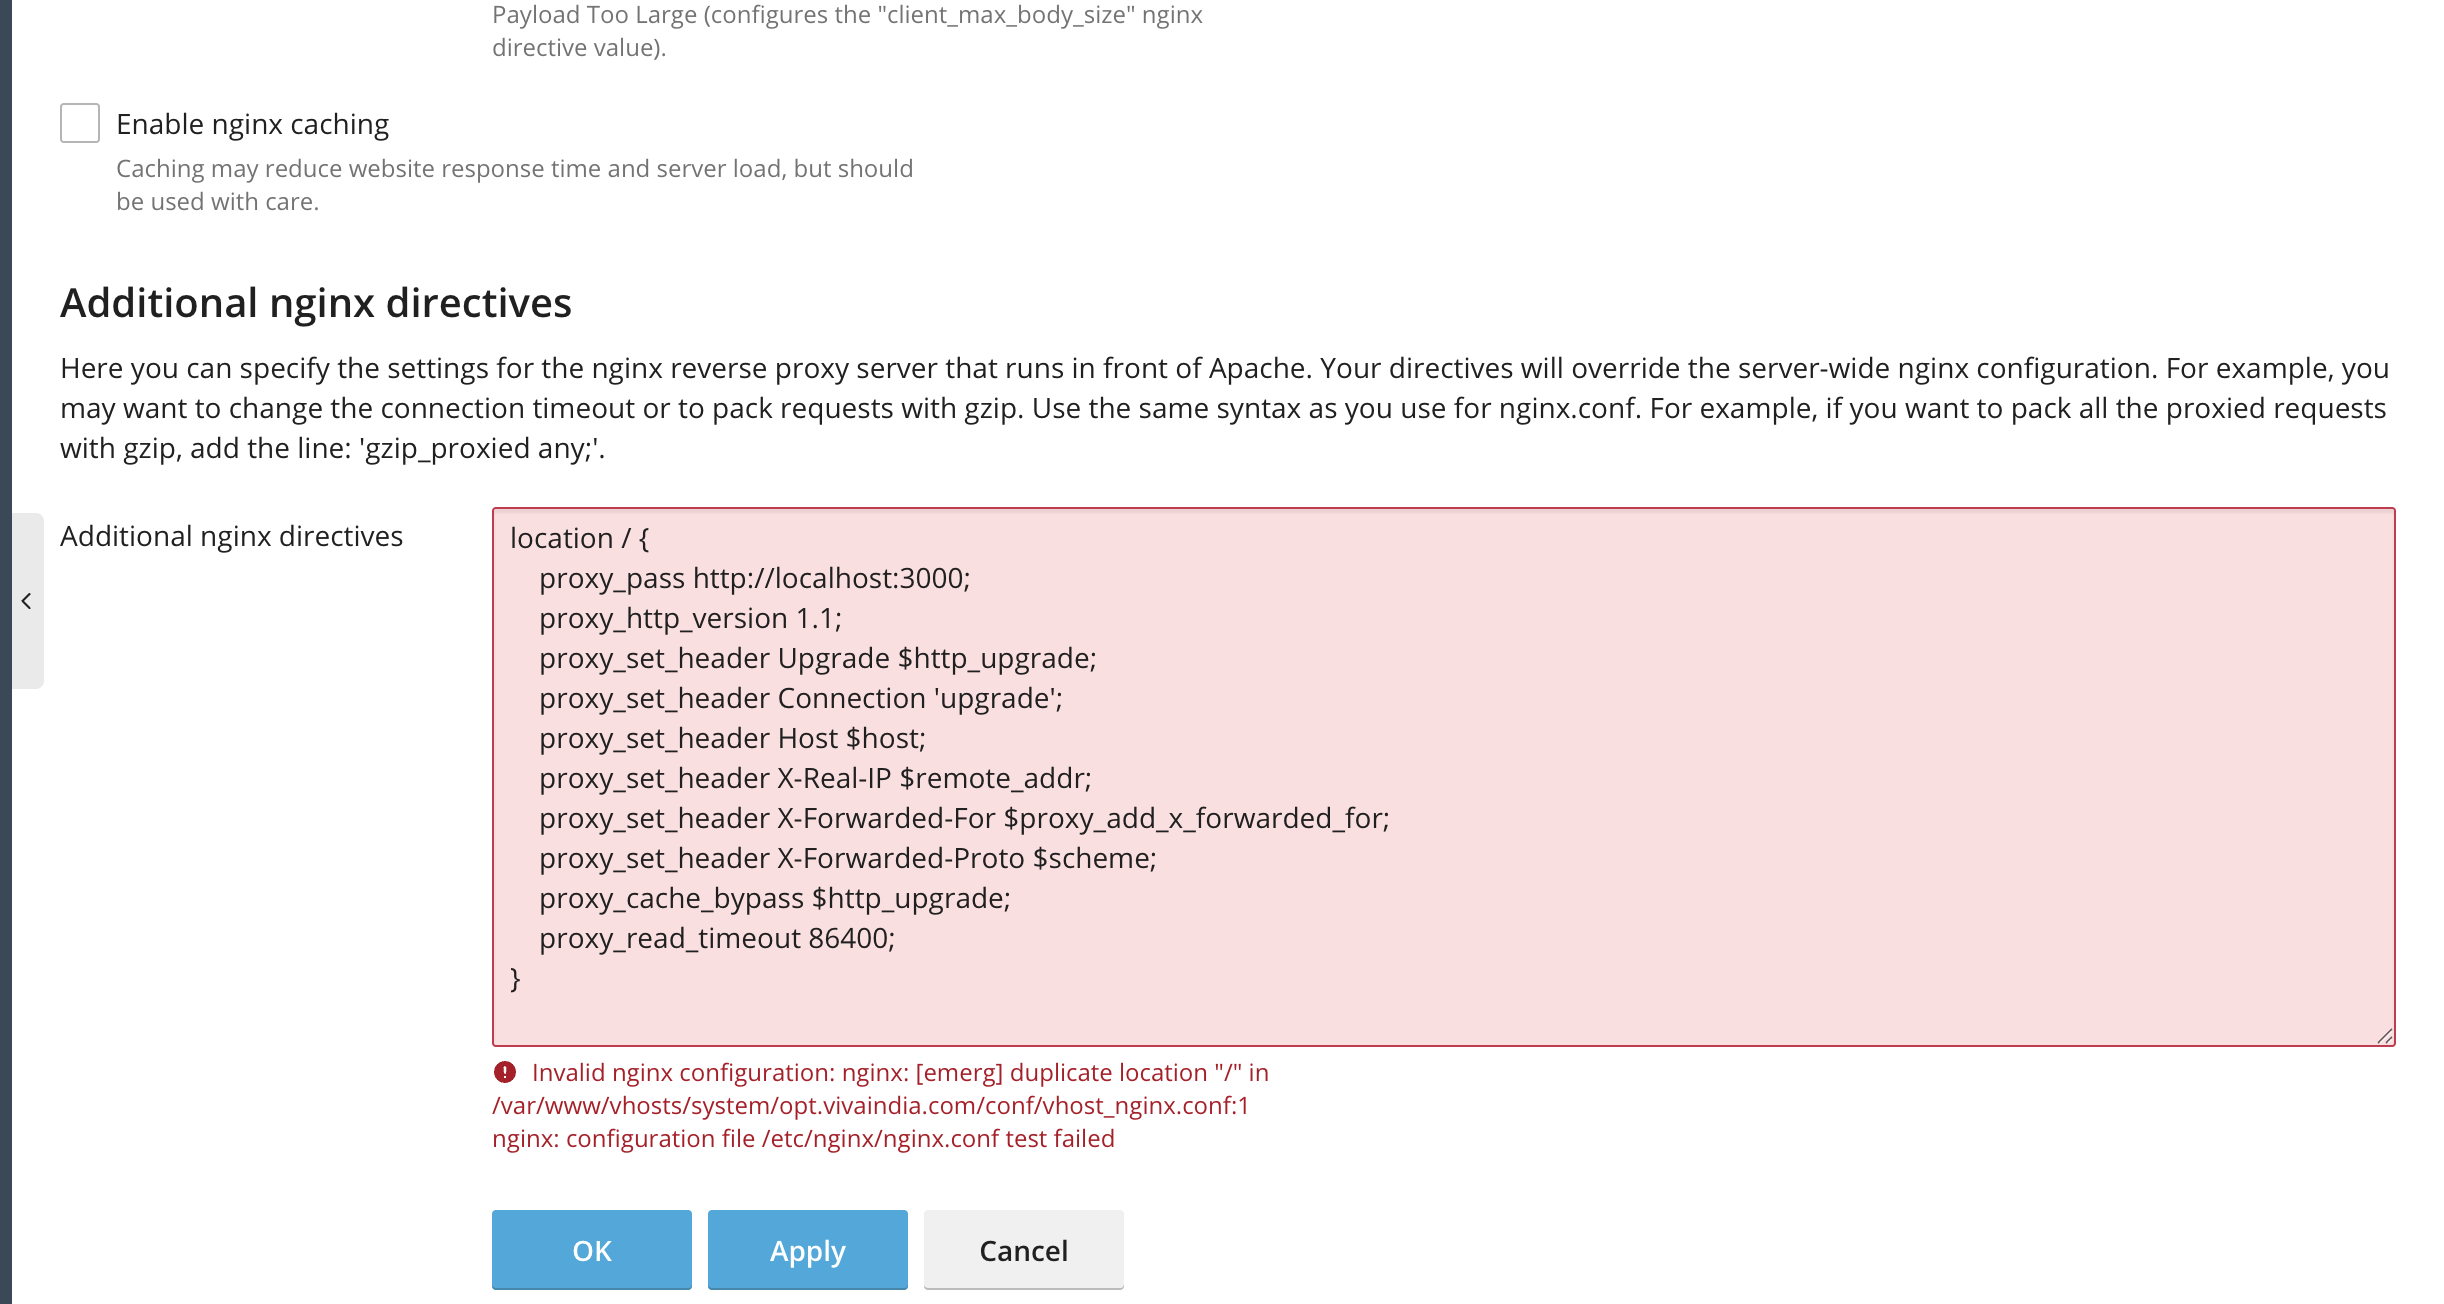 Payload Too Large (configures the "client_max_body_size" nginx
directive value).
Enable nginx caching
Caching may reduce website response time and server load, but should
be used with care.
Additional nginx directives
Here you can specify the settings for the nginx reverse proxy server that runs in front of Apache. Your directives will override the server-wide nginx configuration. For example, you
may want to change the connection timeout or to pack requests with gzip. Use the same syntax as you use for nginx.conf. For example, if you want to pack all the proxied requests
with gzip, add the line: 'gzip_proxied any;'.
Additional nginx directives
location / {
    proxy_pass http://localhost:3000;
    proxy_http_version 1.1;
    proxy_set_header Upgrade $http_upgrade;
    proxy_set_header Connection 'upgrade';
    proxy_set_header Host $host;
    proxy_set_header X-Real-IP $remote_addr;
    proxy_set_header X-Forwarded-For $proxy_add_x_forwarded_for;
    proxy_set_header X-Forwarded-Proto $scheme;
    proxy_cache_bypass $http_upgrade;
    proxy_read_timeout 86400;
}
Invalid nginx configuration: nginx: [emerg] duplicate location "/" in
/var/www/vhosts/system/opt.vivaindia.com/conf/vhost_nginx.conf:1
nginx: configuration file /etc/nginx/nginx.conf test failed
OK
Apply
Cancel